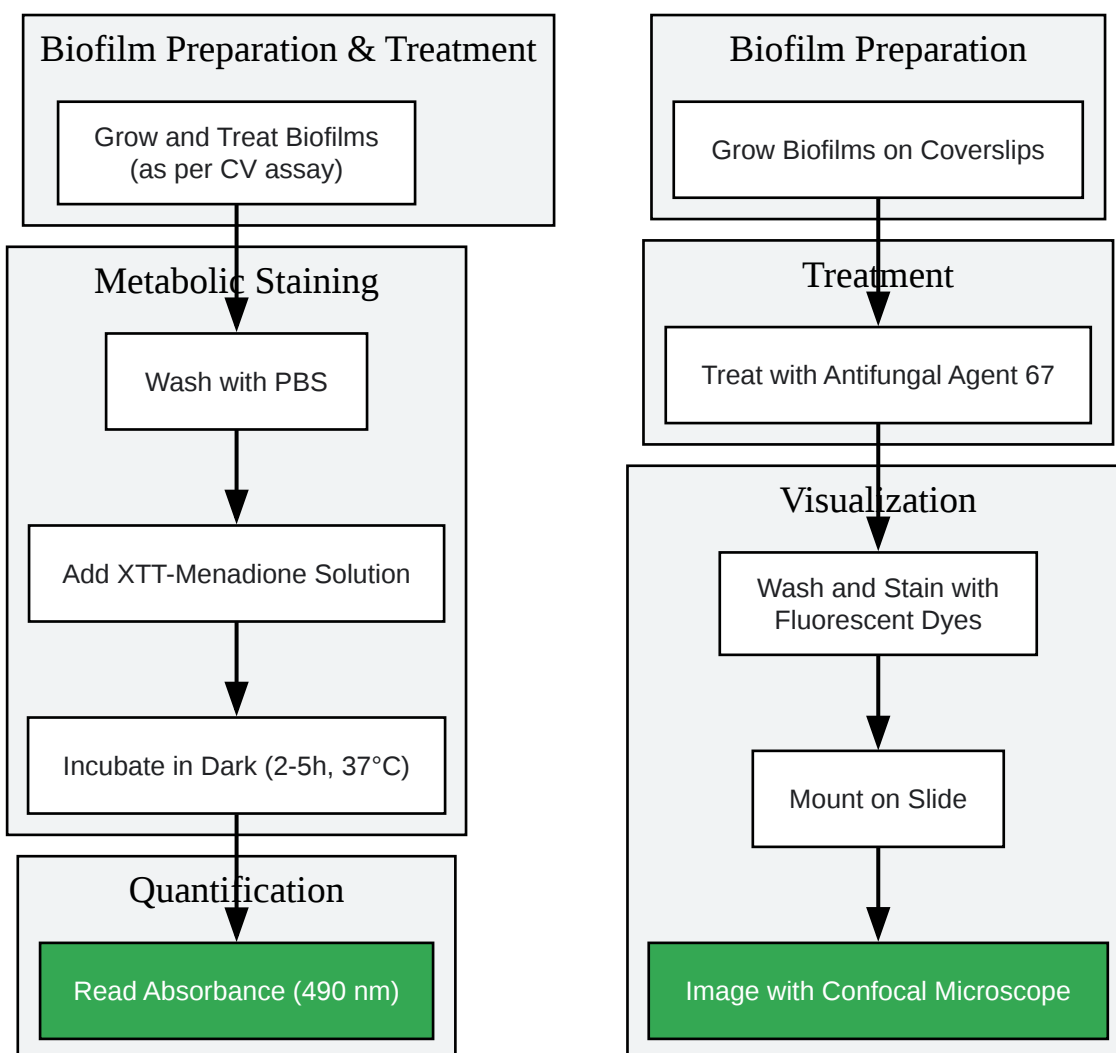 Biofilm Preparation & Treatment
Grow and Treat Biofilms
(as per CV assay)
Metabolic Staining
Wash with PBS
Add XTT-Menadione Solution
Incubate in Dark (2-5h, 37°C)
Quantification
Read Absorbance (490 nm)
Biofilm Preparation
Grow Biofilms on Coverslips
Treatment
Treat with Antifungal Agent 67
Visualization
Wash and Stain with
Fluorescent Dyes
Mount on Slide
Image with Confocal Microscope